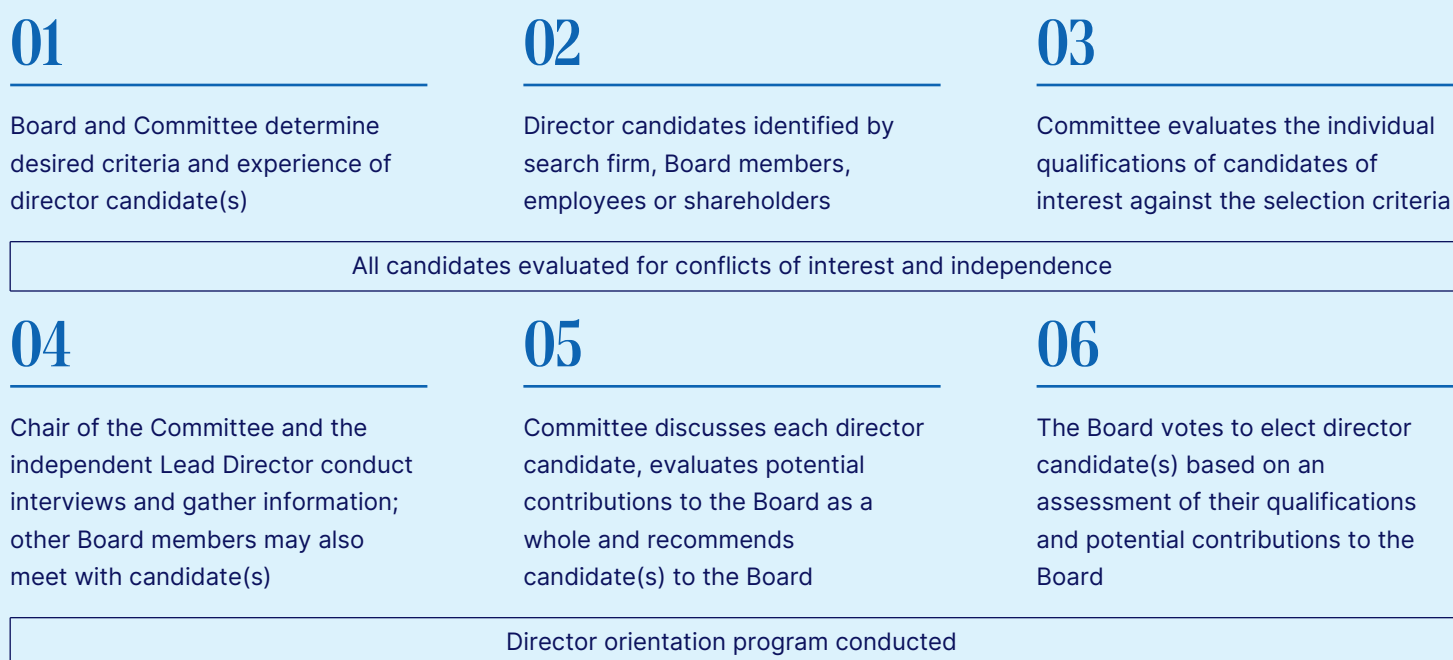 01
Board and Committee determine
desired criteria and experience of
director candidate(s)
02
Director candidates identified by
search firm, Board members,
employees or shareholders
03
Committee evaluates the individual
qualifications of candidates of
interest against the selection criteria
All candidates evaluated for conflicts of interest and independence
04
Chair of the Committee and the
independent Lead Director conduct
interviews and gather information;
other Board members may also
meet with candidate(s)
05
Committee discusses each director
candidate, evaluates potential
contributions to the Board as a
whole and recommends
candidate(s) to the Board
06
The Board votes to elect director
candidate(s) based on an
assessment of their qualifications
and potential contributions to the
Board
Director orientation program conducted